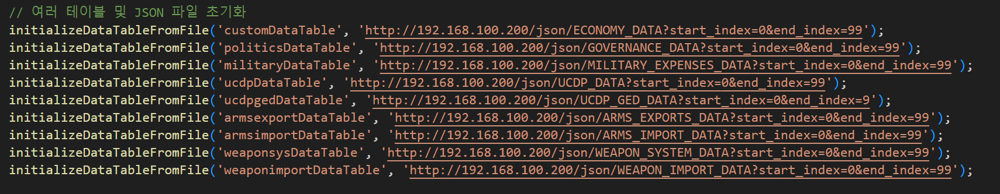 // 여러 테이블 및 JSON 파일 초기화
initializeDataTableFromFile('customDataTable', 'http://192.168.100.200/json/ECONOMY_DATA?start_index=0&end_index=99');
initializeDataTableFromFile('politicsDataTable', 'http://192.168.100.200/json/GOVERNANCE_DATA?start_index=0&end_index=99');
initializeDataTableFromFile('militaryDataTable', 'http://192.168.100.200/json/MILITARY_EXPENSES_DATA?start_index=0&end_index=99');
initializeDataTableFromFile('ucdpDataTable', 'http://192.168.100.200/json/UCDP_DATA?start_index=0&end_index=99');
initializeDataTableFromFile('ucdpgedDataTable', 'http://192.168.100.200/json/UCDP_GED_DATA?start_index=0&end_index=9');
initializeDataTableFromFile('armsexportDataTable', 'http://192.168.100.200/json/ARMS_EXPORTS_DATA?start_index=0&end_index=99');
initializeDataTableFromFile('armsimportDataTable', 'http://192.168.100.200/json/ARMS_IMPORT_DATA?start_index=0&end_index=99');
initializeDataTableFromFile('weaponsysDataTable', 'http://192.168.100.200/json/WEAPON_SYSTEM_DATA?start_index=0&end_index=99');
initializeDataTableFromFile('weaponimportDataTable', 'http://192.168.100.200/json/WEAPON_IMPORT_DATA?start_index=0&end_index=99');